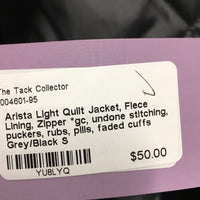 The Tack Collector
004601-95
Arista Light Quilt Jacket, Flece
Lining, Zipper *gc, undone stitching,
puckers, rubs, pills, faded cuffs
Grey/Black S
$50.00
YU8LYQ